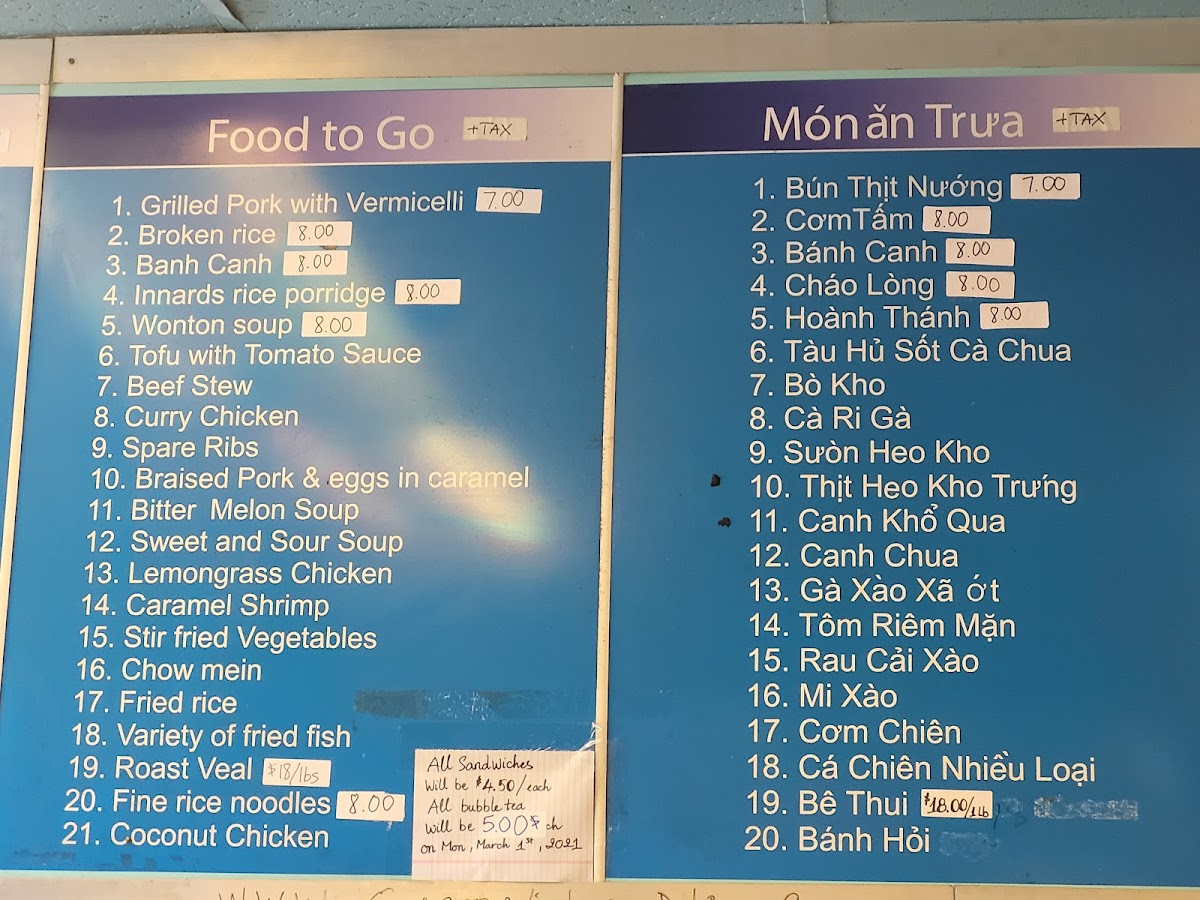 Food to Go +TAX
1. Grilled Pork with Vermicelli 7.00
2. Broken rice 8.00
3. Banh Canh 8.00
4. Innards rice porridge 8.00
5. Wonton soup 8.00
6. Tofu with Tomato Sauce
7. Beef Stew
8. Curry Chicken
9. Spare Ribs
10. Braised Pork & eggs in caramel
11. Bitter Melon Soup
12. Sweet and Sour Soup
13. Lemongrass Chicken
14. Caramel Shrimp
15. Stir fried Vegetables
16. Chow mein
17. Fried rice
18. Variety of fried fish
19. Roast Veal $18/lbs
20. Fine rice noodles 8.00
21. Coconut Chicken
All Sandwiches
Will be $4.50/each
All bubble tea
Will be 5.00 ch
on Mon, March 1st, 2021
Món ăn Trưa +TAX
1. Bún Thịt Nướng 7.00
2. CơmTấm 8.00
3. Bánh Canh 8.00
4. Cháo Lòng 8.00
5. Hoành Thánh 8.00
6. Tàu Hủ Sốt Cà Chua
7. Bò Kho
8. Cà Ri Gà
9. Sườn Heo Kho
10. Thịt Heo Kho Trưng
11. Canh Khổ Qua
12. Canh Chua
13. Gà Xào Xã ớt
14. Tôm Riêm Mặn
15. Rau Cải Xào
16. Mi Xào
17. Cơm Chiên
18. Cá Chiên Nhiều Loại
19. Bê Thui $18.00/1lb
20. Bánh Hỏi